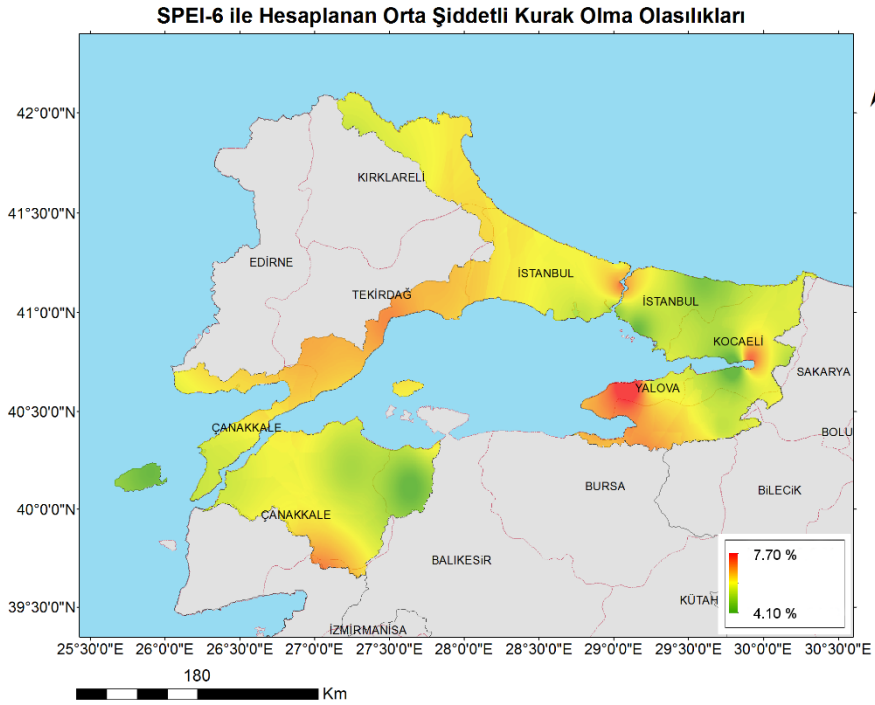 SPEI-6 ile Hesaplanan Orta Şiddetli Kurak Olma Olasılıkları
42°0'0"N
KIRKLARELİ
41°30'0"N
EDİRNE
İSTANBUL
TEKİRDAĞ
İSTANBUL
41°0'0"N
KOCAELİ
SAKARYA
YALOVA
40°30'0"N
ÇANAKKALE
BOLU
BURSA
BİLECİK
40°0'0"N
ÇANAKKALE
BALIKESİR
7.70 %
4.10 %
39°30'0"N
KÜTAH
İZMİRMANİSA
25°30'0"E 26°0'0"E 26°30'0"E 27°0'0"E 27°30'0"E 28°0'0"E 28°30'0"E 29°0'0"E 29°30'0"E 30°0'0"E 30°30'0"E
180
Km